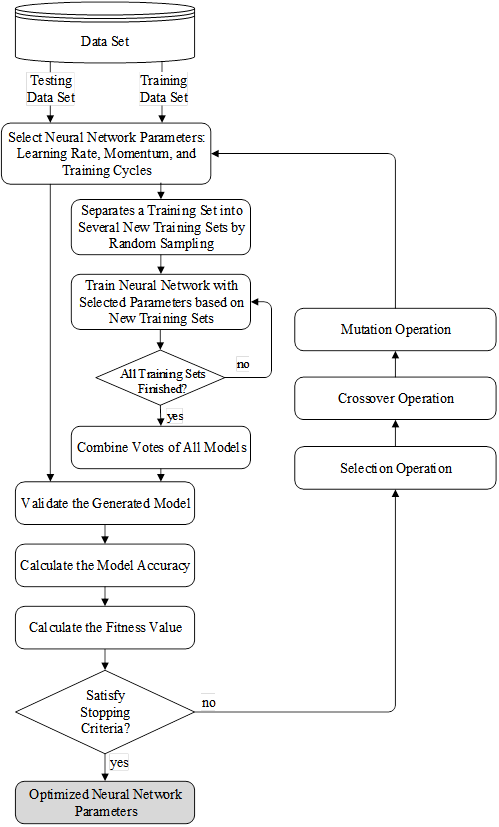 Data Set
Testing
Data Set
Training
Data Set
Select Neural Network Parameters:
Learning Rate, Momentum, and
Training Cycles
Separates a Training Set into
Several New Training Sets by
Random Sampling
Train Neural Network with
Selected Parameters based on
New Training Sets
All Training Sets
Finished?
no
yes
Combine Votes of All Models
Validate the Generated Model
Calculate the Model Accuracy
Calculate the Fitness Value
Satisfy
Stopping
Criteria?
no
yes
Optimized Neural Network
Parameters
Mutation Operation
Crossover Operation
Selection Operation